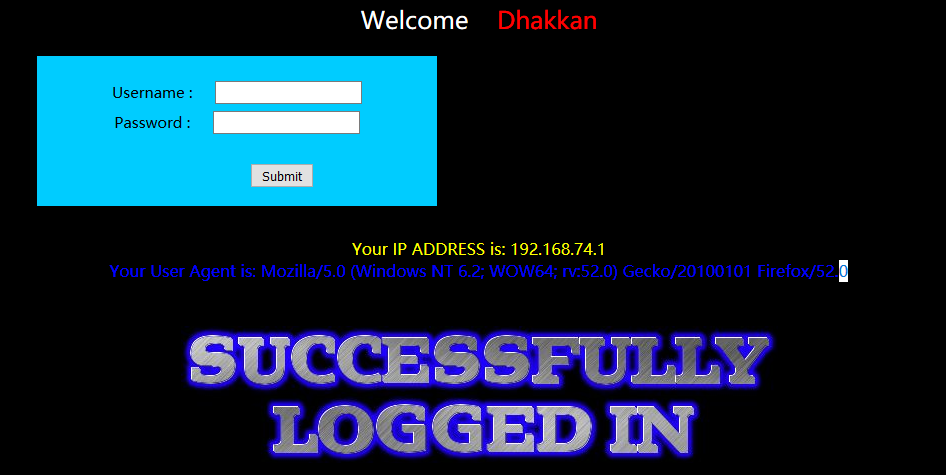 Welcome Dhakkan
Username :
Password :
Submit
Your IP ADDRESS is: 192.168.74.1
Your User Agent is: Mozilla/5.0 (Windows NT 6.2; WOW64; rv:52.0) Gecko/20100101 Firefox/52.0
SUCCESSFULLY
LOGGED IN